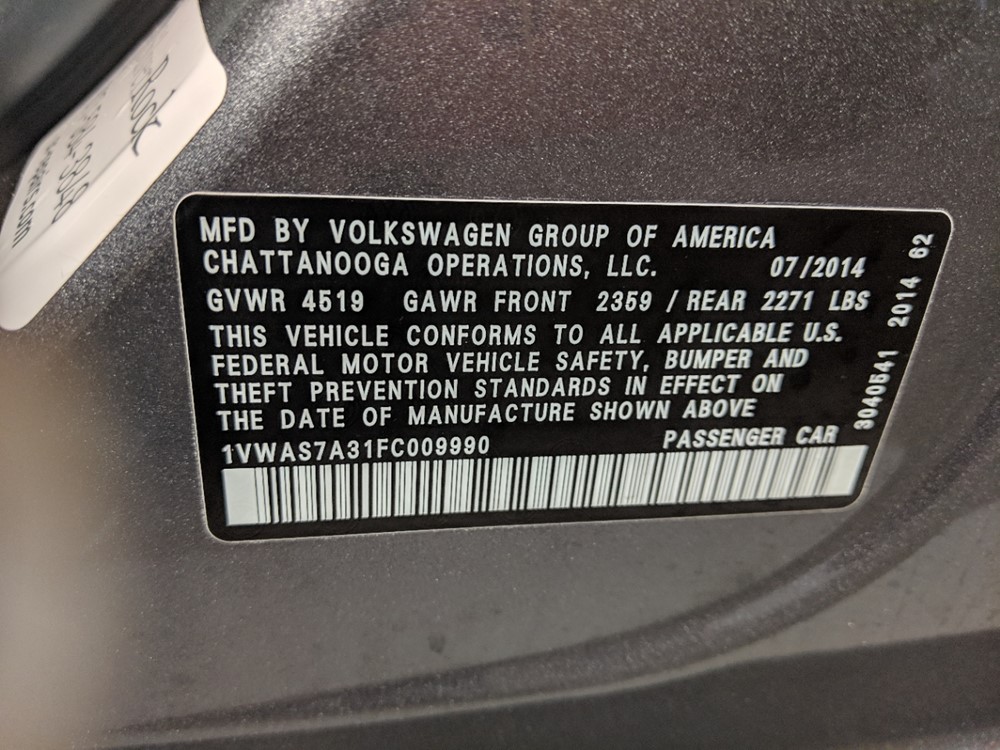 MFD BY VOLKSWAGEN GROUP OF AMERICA
CHATTANOOGA OPERATIONS, LLC. 07/2014
GVWR 4519 GAWR FRONT 2359 / REAR 2271 LBS
THIS VEHICLE CONFORMS TO ALL APPLICABLE U.S.
FEDERAL MOTOR VEHICLE SAFETY, BUMPER AND
THEFT PREVENTION STANDARDS IN EFFECT ON
THE DATE OF MANUFACTURE SHOWN ABOVE
1VWAS7A31FC009990 PASSENGER CAR
3040541 2014 62